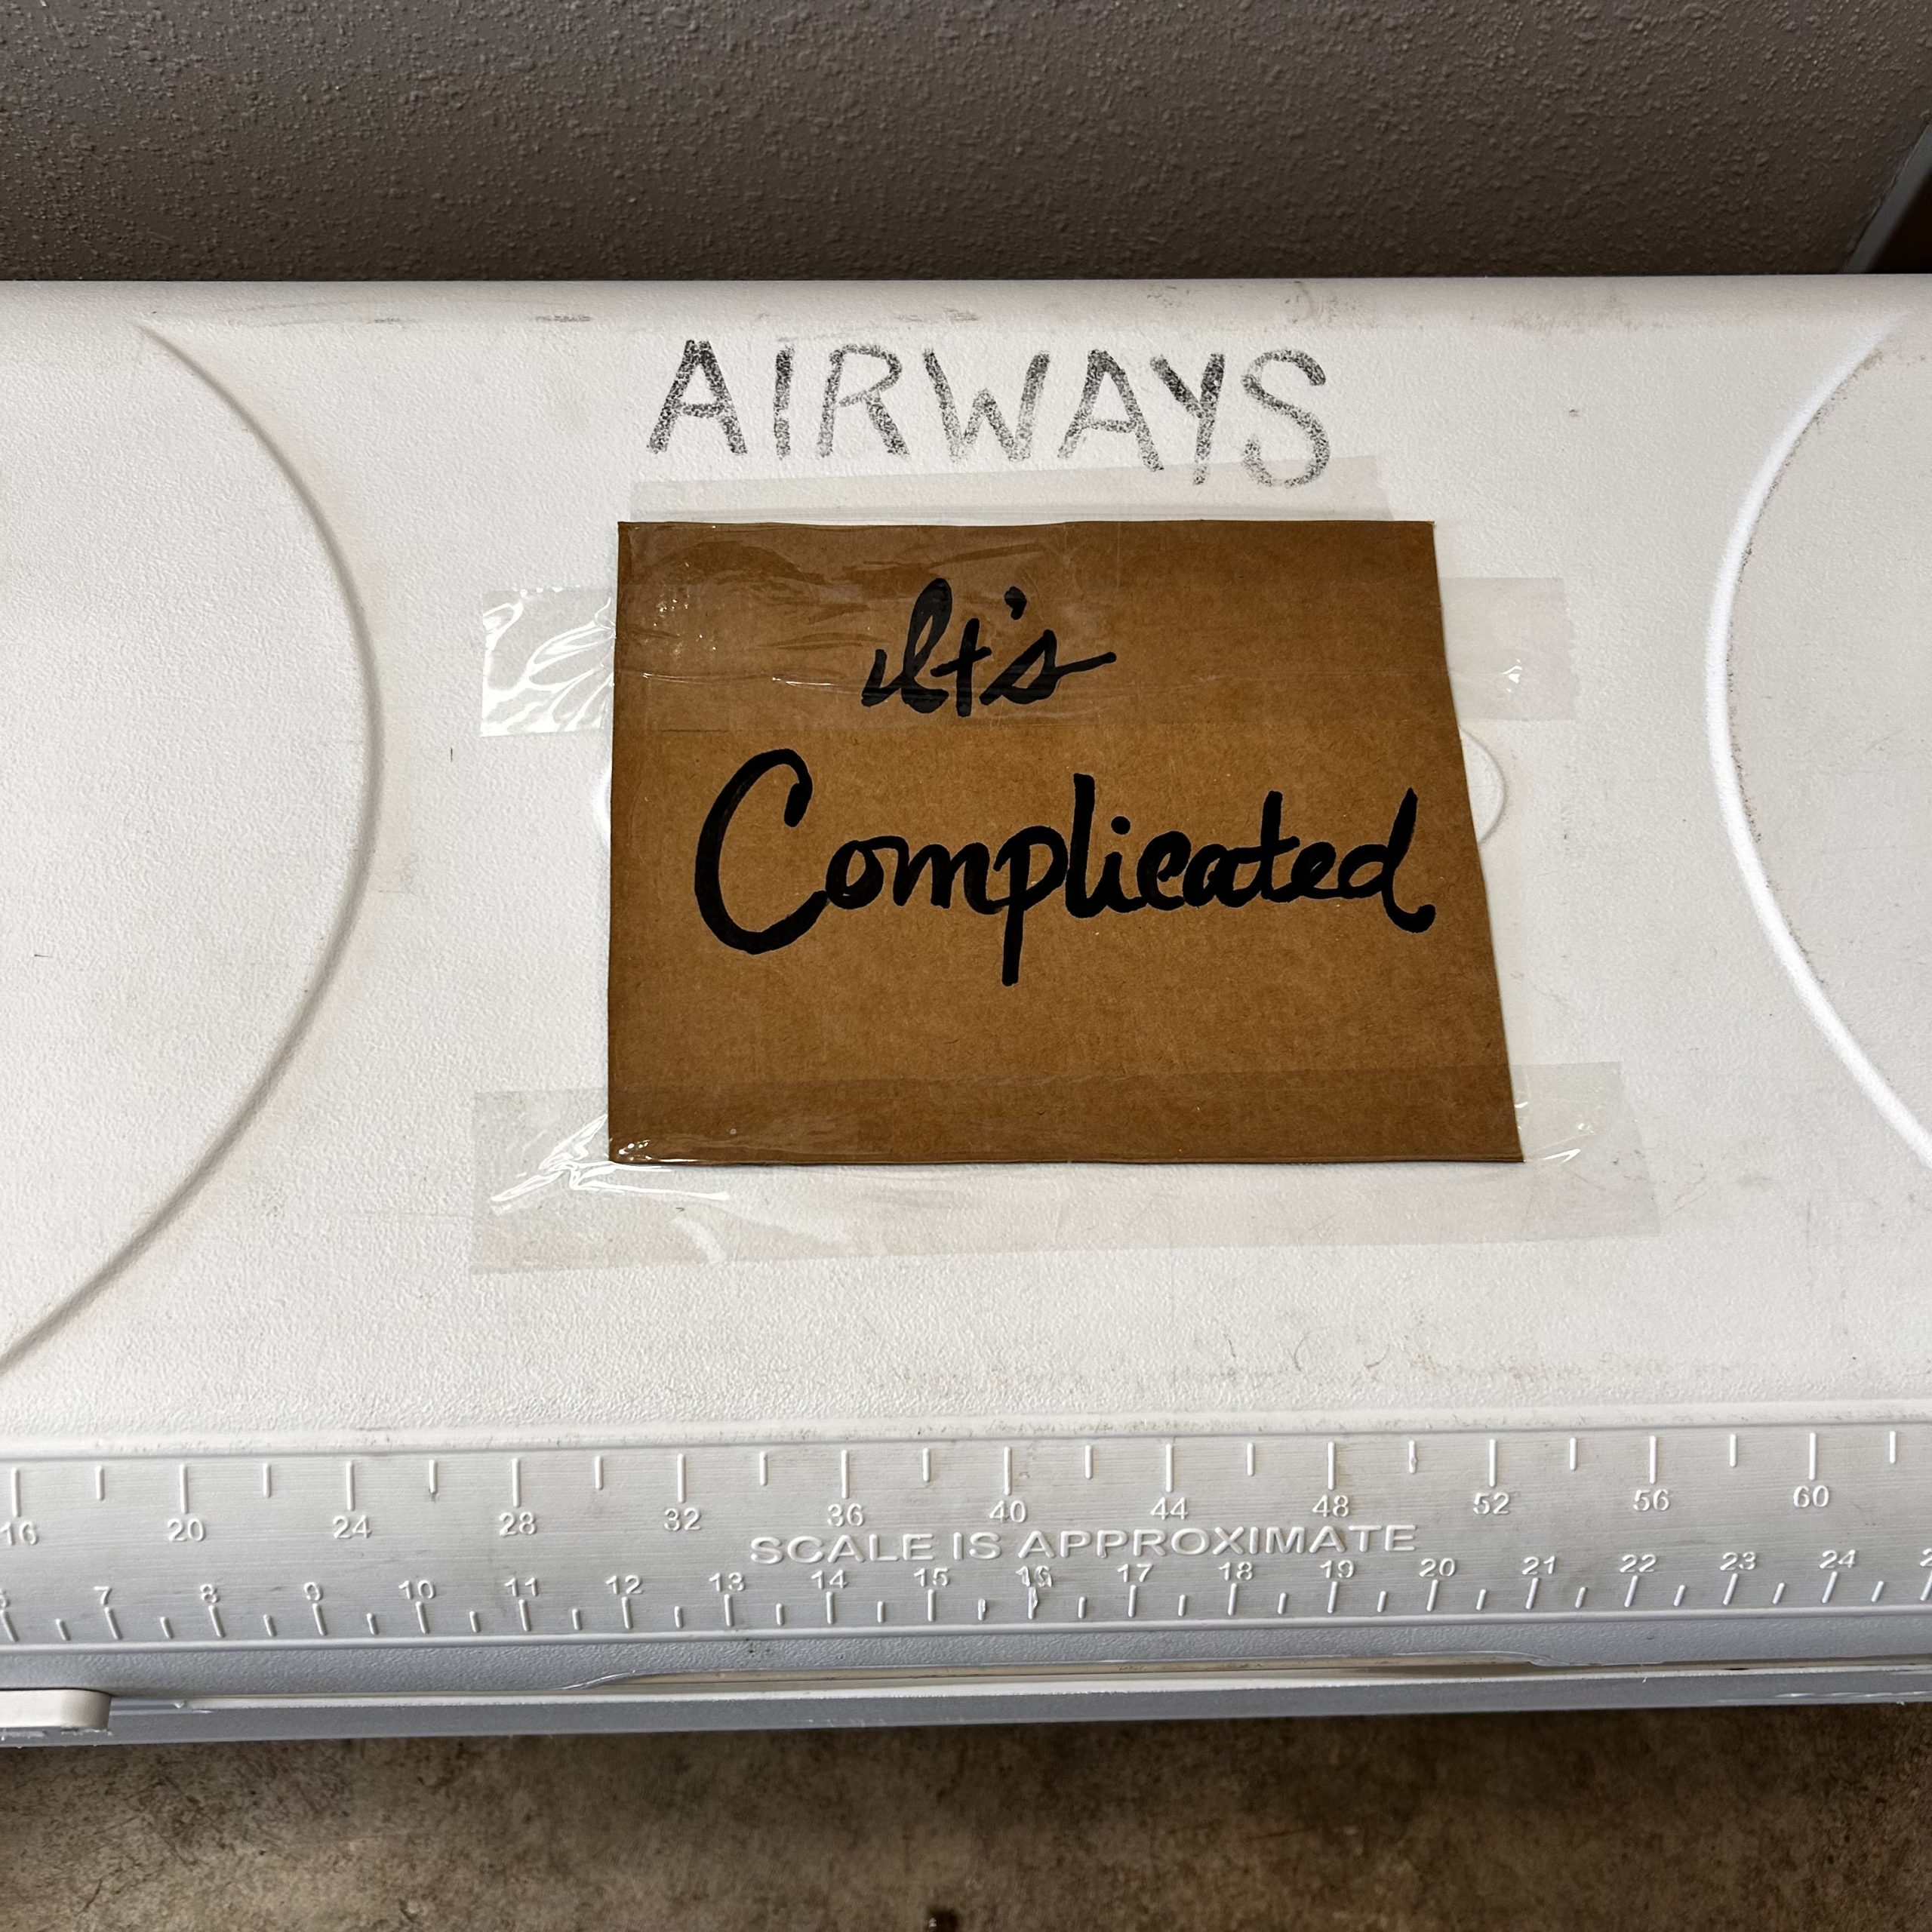 AIRWAYS
It's
Complicated
16 20 24 28 32 36 40 44 48 52 56 60
SCALE IS APPROXIMATE
7 8 9 10 11 12 13 14 15 16 17 18 19 20 21 22 23 24